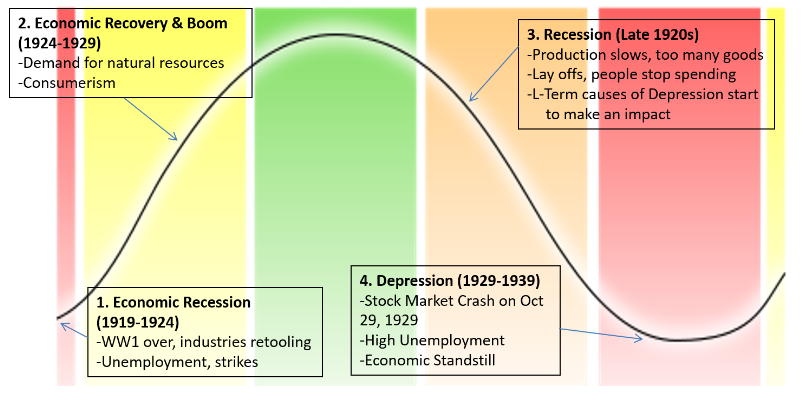 2. Economic Recovery & Boom
(1924-1929)
-Demand for natural resources
-Consumerism
3. Recession (Late 1920s)
-Production slows, too many goods
-Lay offs, people stop spending
-L-Term causes of Depression start
to make an impact
1. Economic Recession
(1919-1924)
-WW1 over, industries retooling
-Unemployment, strikes
4. Depression (1929-1939)
-Stock Market Crash on Oct
29, 1929
-High Unemployment
-Economic Standstill